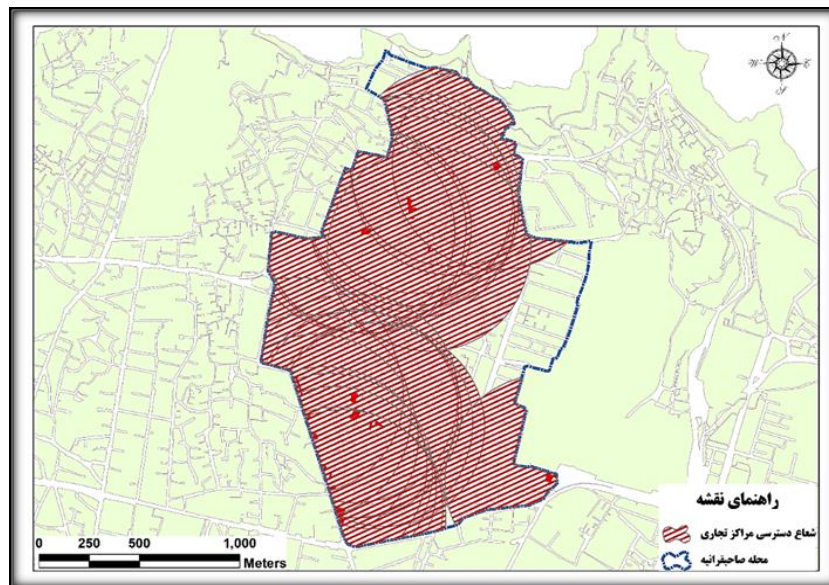 N
W E
S
راهنمای نقشه
شعاع دسترسی مراکز تجاری
محله صاحبقرانیه
0 250 500 1,000
Meters